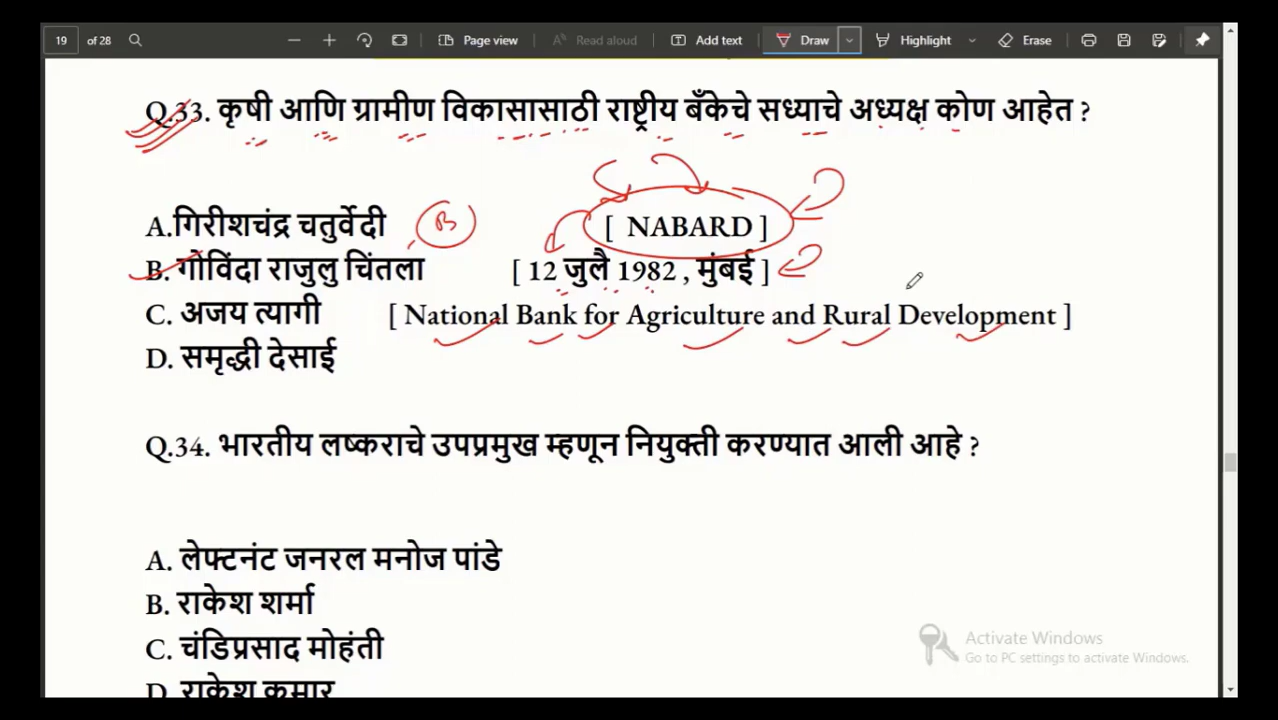 19 of 28 Page view Read aloud Add text Draw Highlight Erase
Q.33. कृषी आणि ग्रामीण विकासासाठी राष्ट्रीय बँकेचे सध्याचे अध्यक्ष कोण आहेत ?
A.गिरीशचंद्र चतुर्वेदी B [ NABARD ]
B. गोविंदा राजुलु चिंतला [ 12 जुलै 1982 , मुंबई ]
C. अजय त्यागी [ National Bank for Agriculture and Rural Development ]
D. समृद्धी देसाई
Q.34. भारतीय लष्कराचे उपप्रमुख म्हणून नियुक्ती करण्यात आली आहे ?
A. लेफ्टनंट जनरल मनोज पांडे
B. राकेश शर्मा
C. चंडिप्रसाद मोहंती
D. राकेश कुमार
Activate Windows
Go to PC settings to activate Windows.